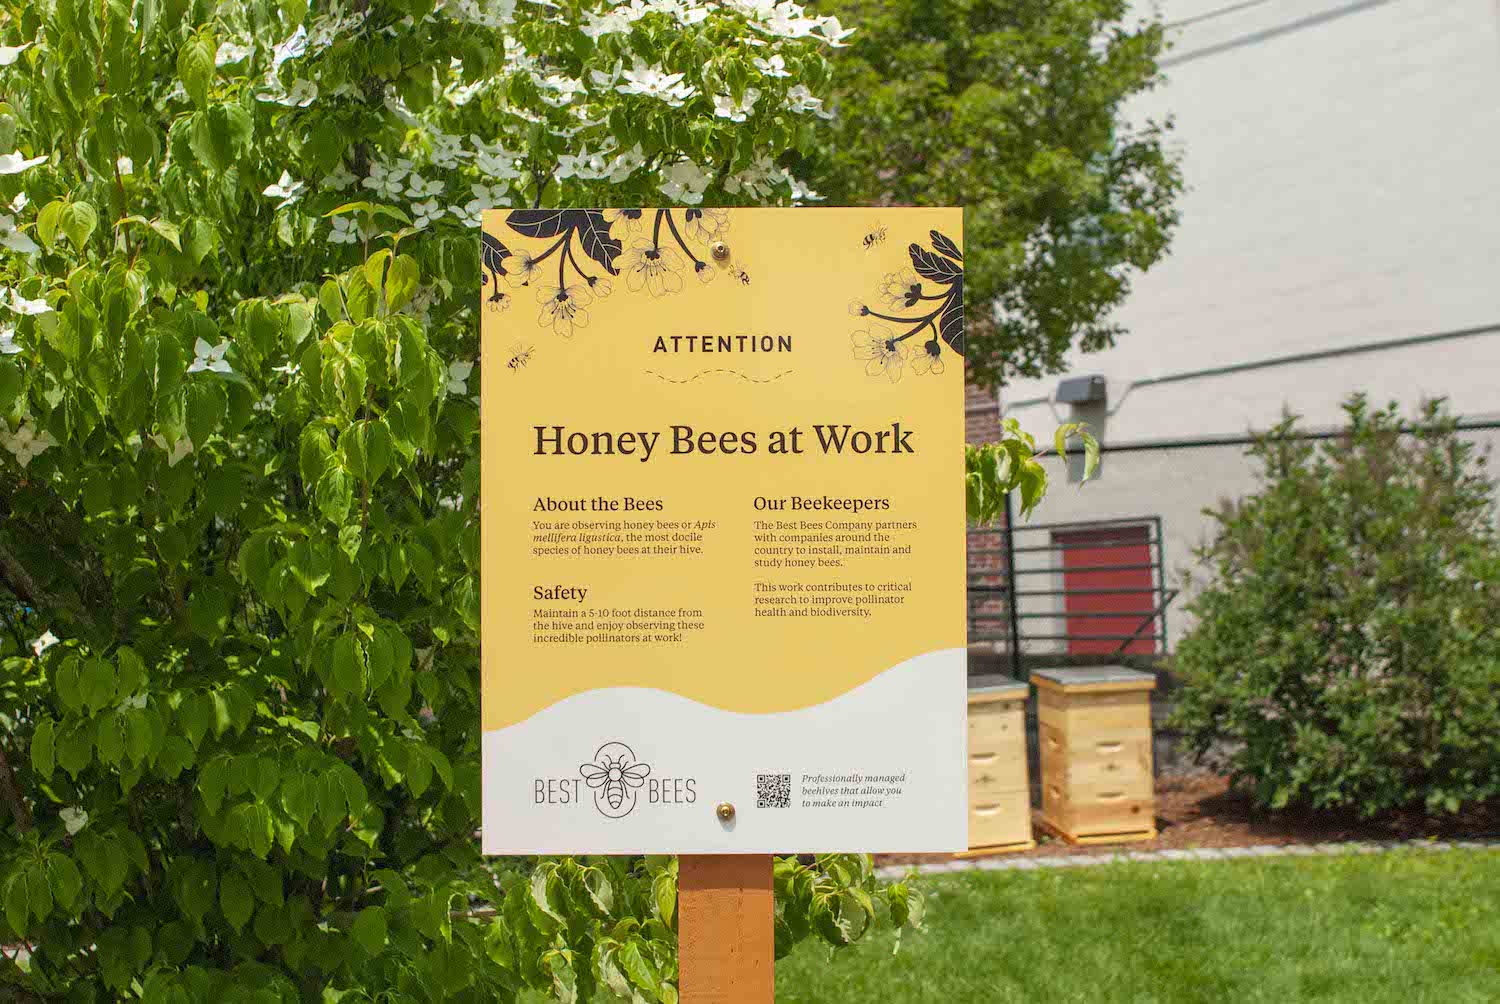 ATTENTION
Honey Bees at Work
About the Bees
You are observing honey bees or Apis
mellifera ligustica, the most docile
species of honey bees at their hive.
Safety
Maintain a 5-10 foot distance from
the hive and enjoy observing these
incredible pollinators at work!
Our Beekeepers
The Best Bees Company partners
with companies around the
country to install, maintain and
study honey bees.
This work contributes to critical
research to improve pollinator
health and biodiversity.
BEST BEES
Professionally managed
beehives that allow you
to make an impact